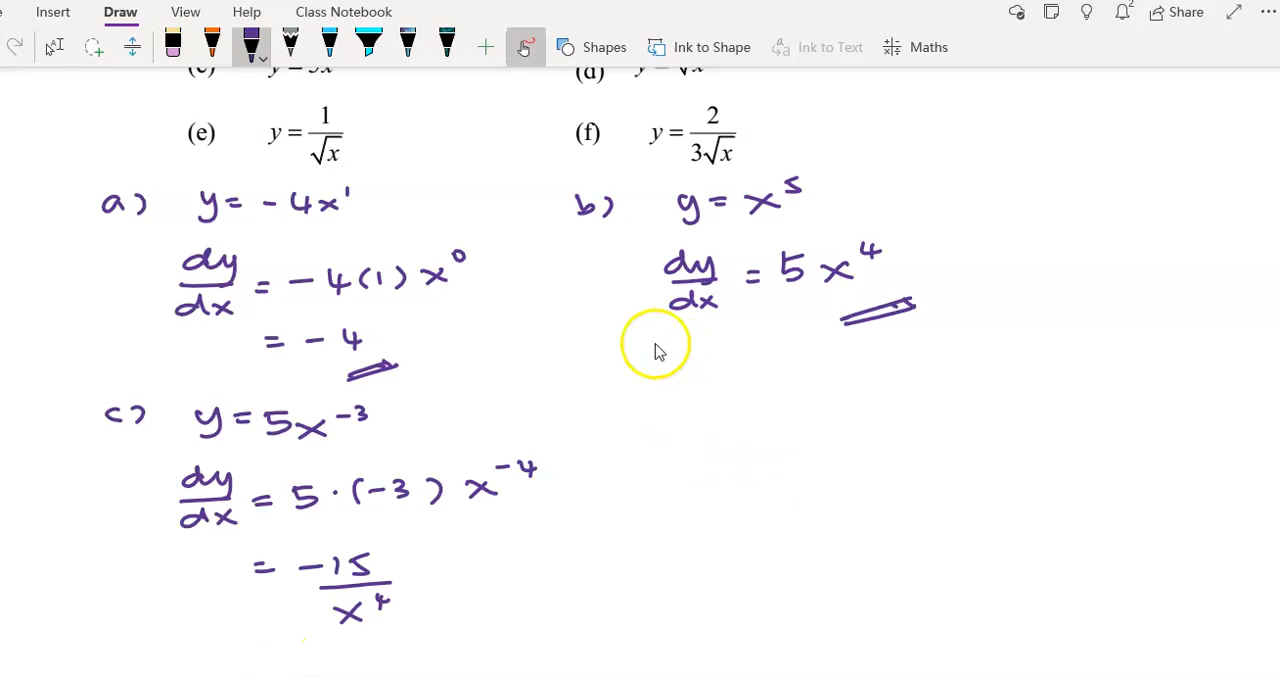 Insert Draw View Help Class Notebook Share
Shapes Ink to Shape Ink to Text Maths
(c) (d)
(e) y = 1/√x (f) y = 2/(3√x)
a) y = -4x¹ b) y = x⁵
dy/dx = -4(1)x⁰ dy/dx = 5x⁴
= -4
c) y = 5x⁻³
dy/dx = 5·(-3)x⁻⁴
= -15/x⁴